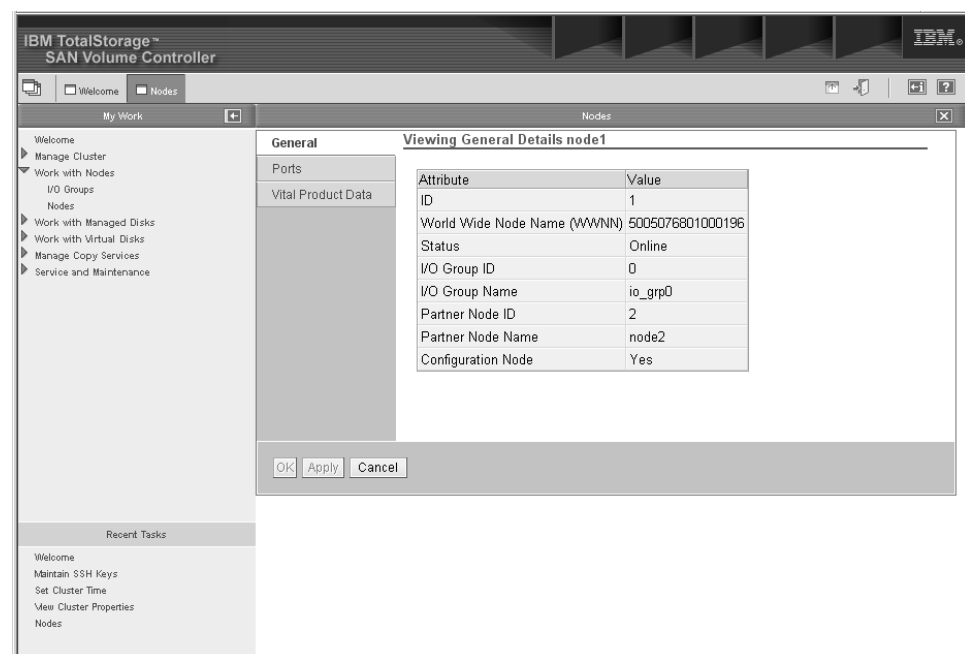 IBM TotalStorage™
SAN Volume Controller
IBM®
Welcome
Nodes
My Work
Nodes
Welcome
Manage Cluster
Work with Nodes
I/O Groups
Nodes
Work with Managed Disks
Work with Virtual Disks
Manage Copy Services
Service and Maintenance
General
Ports
Vital Product Data
Viewing General Details node1
Attribute Value
ID 1
World Wide Node Name (WWNN) 5005076801000196
Status Online
I/O Group ID 0
I/O Group Name io_grp0
Partner Node ID 2
Partner Node Name node2
Configuration Node Yes
OK Apply Cancel
Recent Tasks
Welcome
Maintain SSH Keys
Set Cluster Time
View Cluster Properties
Nodes